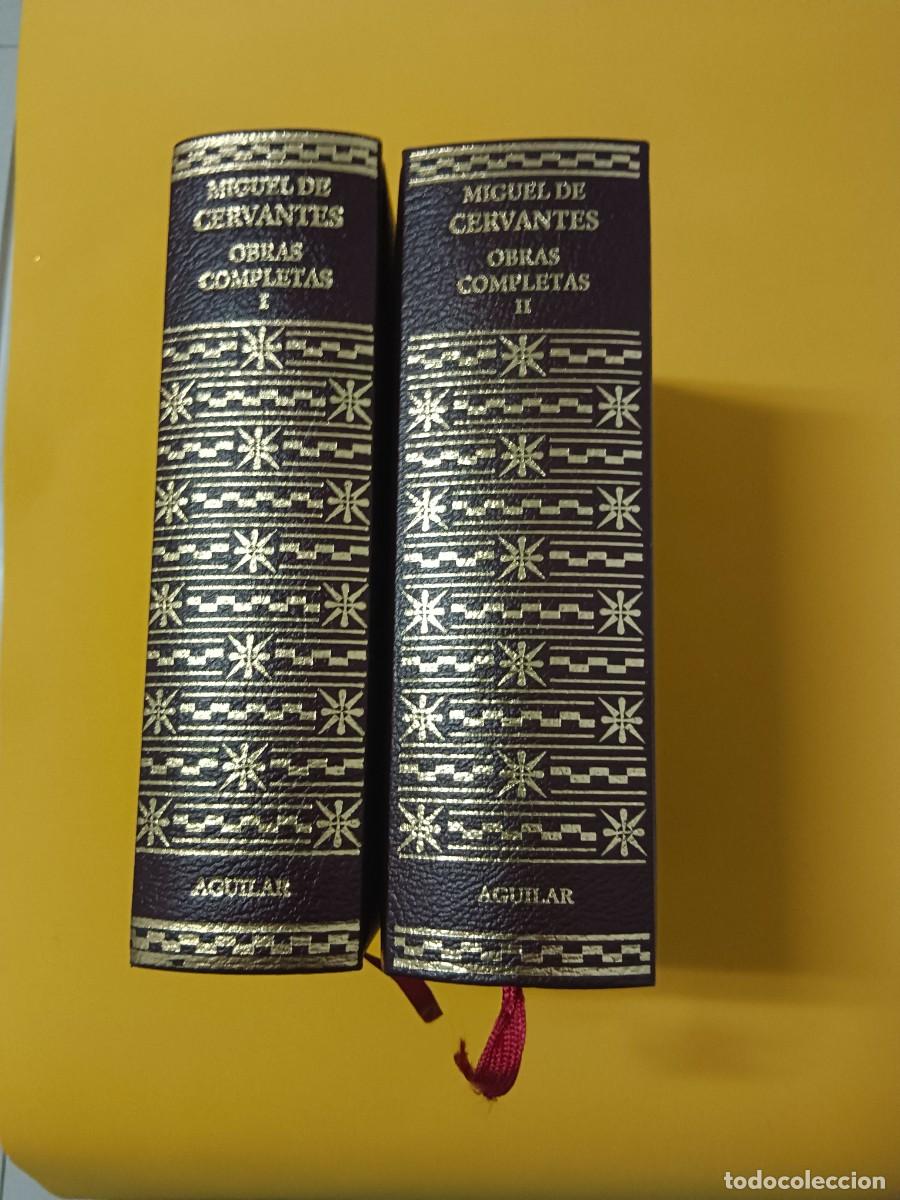 MIGUEL DE
CERVANTES
OBRAS
COMPLETAS
I
AGUILAR
MIGUEL DE
CERVANTES
OBRAS
COMPLETAS
II
AGUILAR
todocoleccion